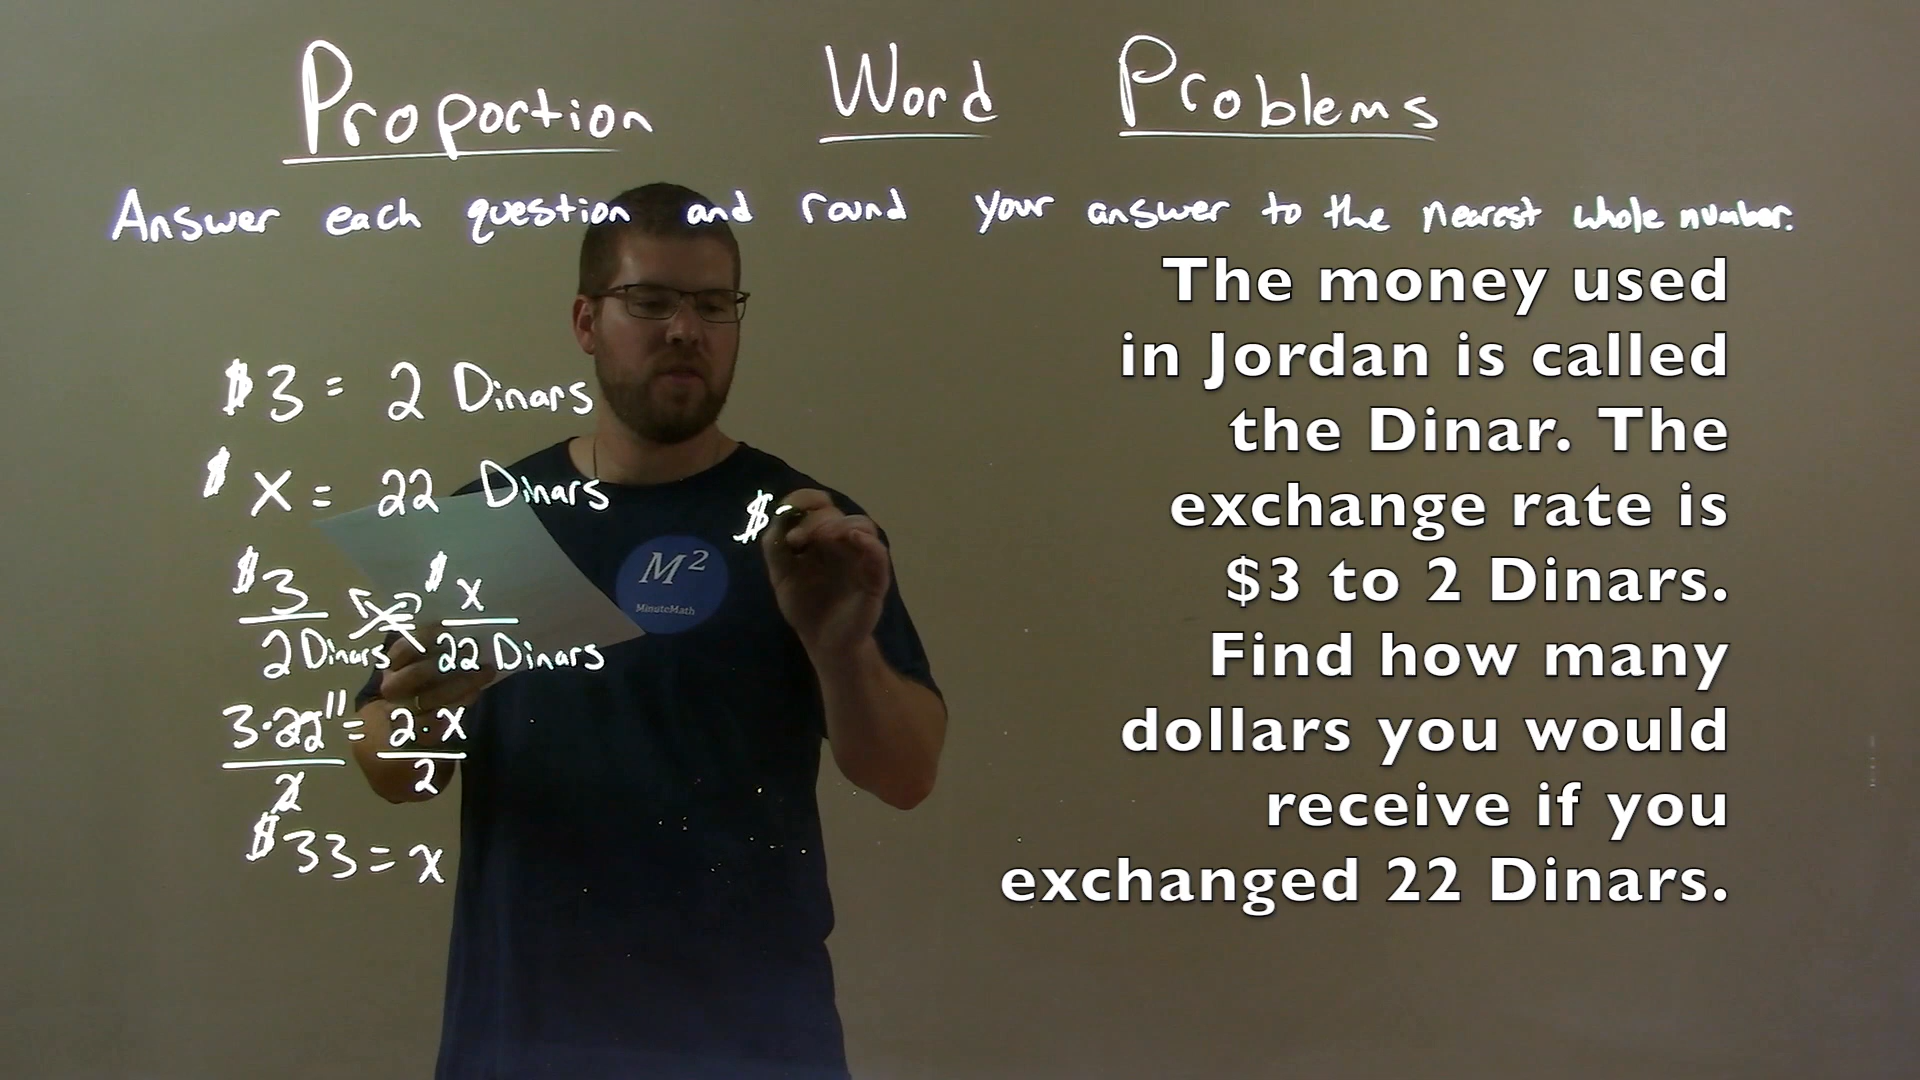 Proportion Word Problems
Answer each question and round your answer to the nearest whole number.
$3 = 2 Dinars
$ x = 22 Dinars
$3 = $x
2 Dinars 22 Dinars
3·22 11 = 2·x
2 2
$33 = x
$
M²
MinuteMath
The money used
in Jordan is called
the Dinar. The
exchange rate is
$3 to 2 Dinars.
Find how many
dollars you would
receive if you
exchanged 22 Dinars.